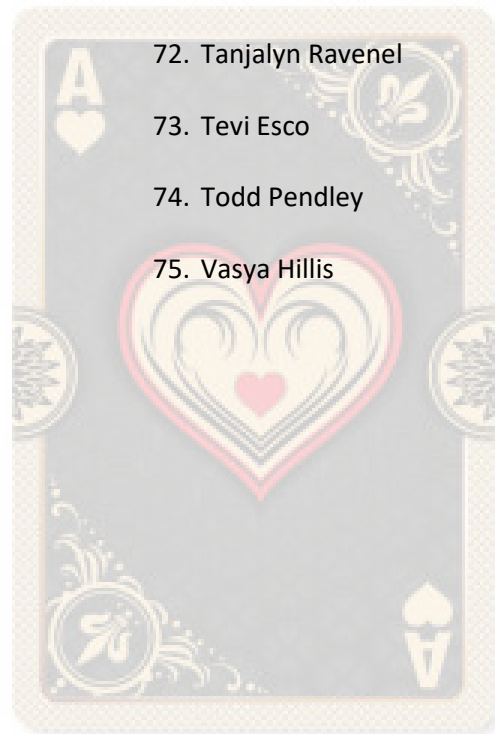 A
72. Tanjalyn Ravenel
73. Tevi Esco
74. Todd Pendley
75. Vasya Hillis
A